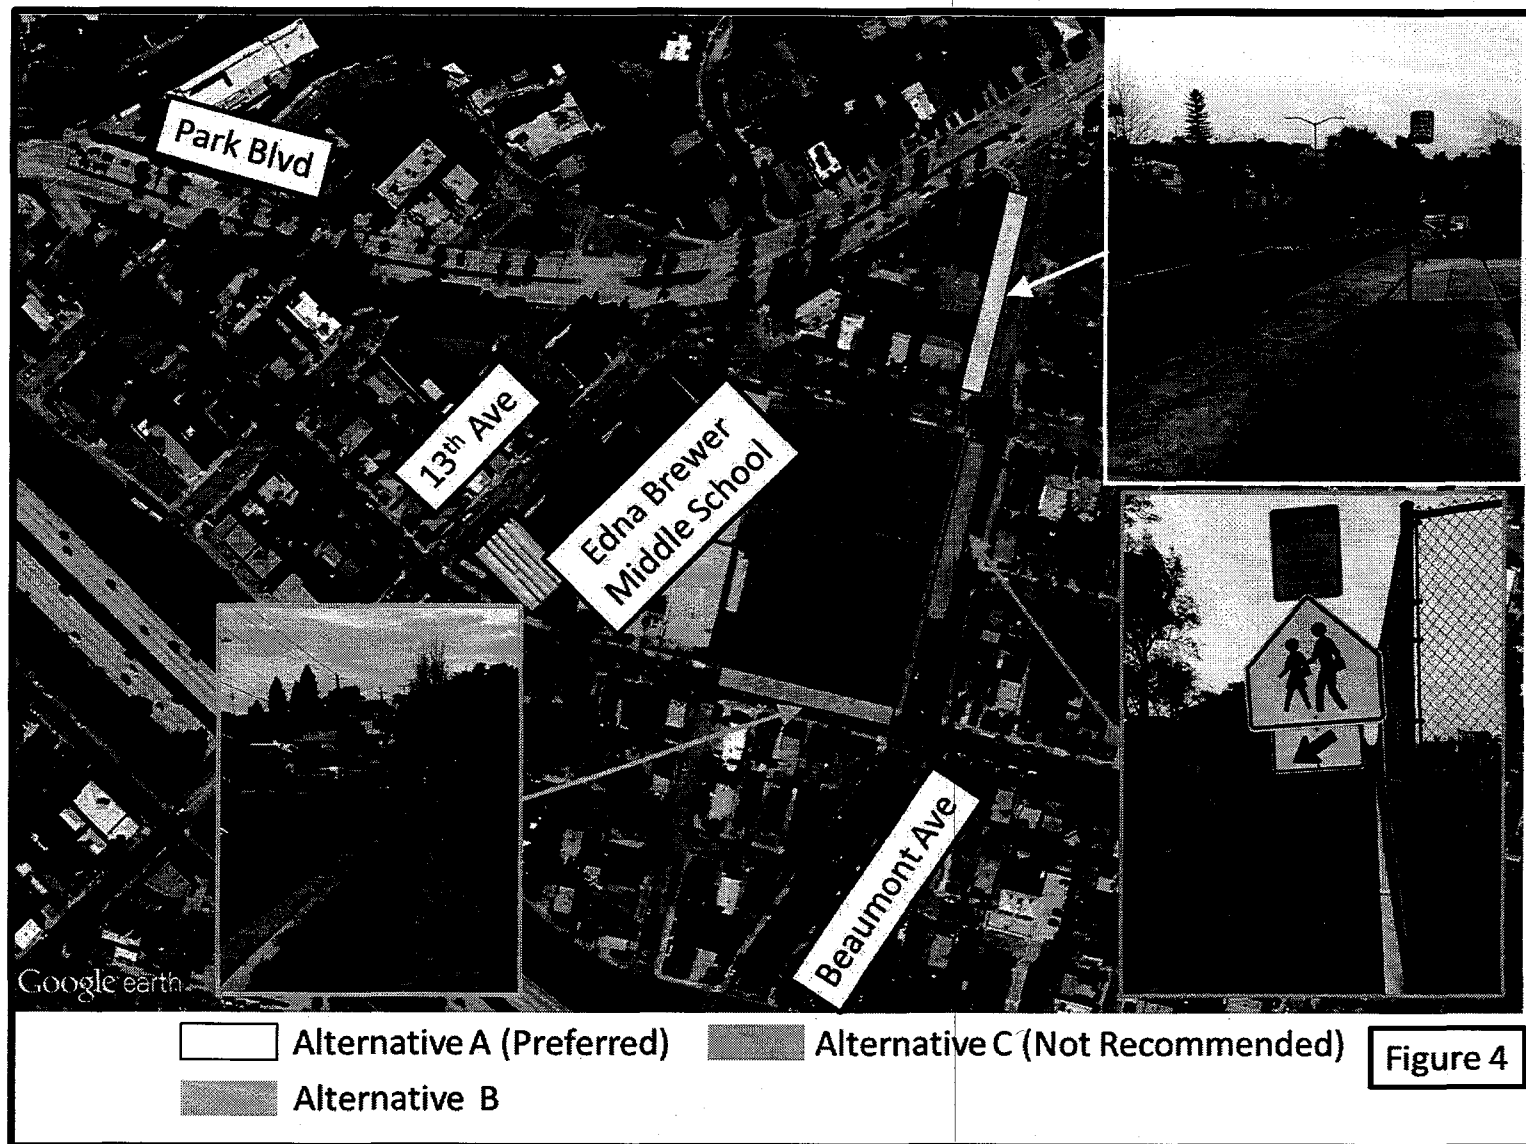 Park Blvd
13th Ave
Edna Brewer
Middle School
Beaumont Ave
Google earth
Alternative A (Preferred)
Alternative C (Not Recommended)
Alternative B
Figure 4